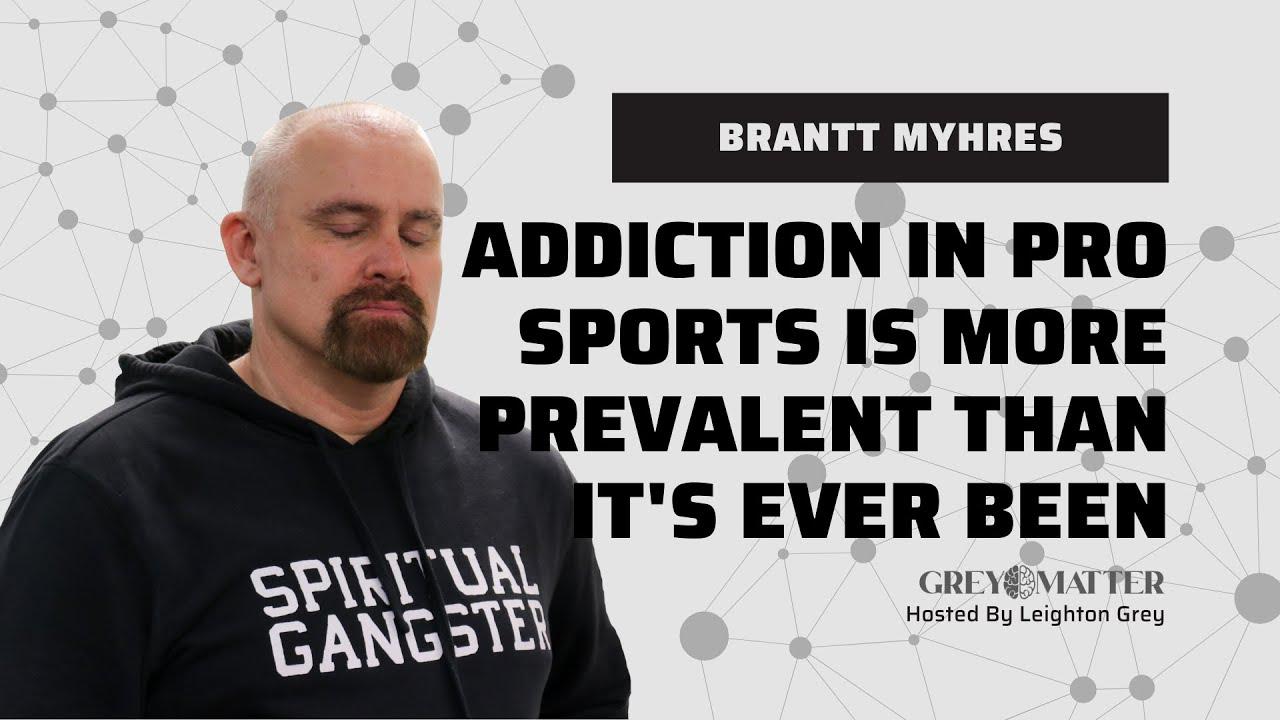 BRANTT MYHRES
ADDICTION IN PRO
SPORTS IS MORE
PREVALENT THAN
IT'S EVER BEEN
GREY MATTER
Hosted By Leighton Grey
SPIRITUAL
GANGSTER